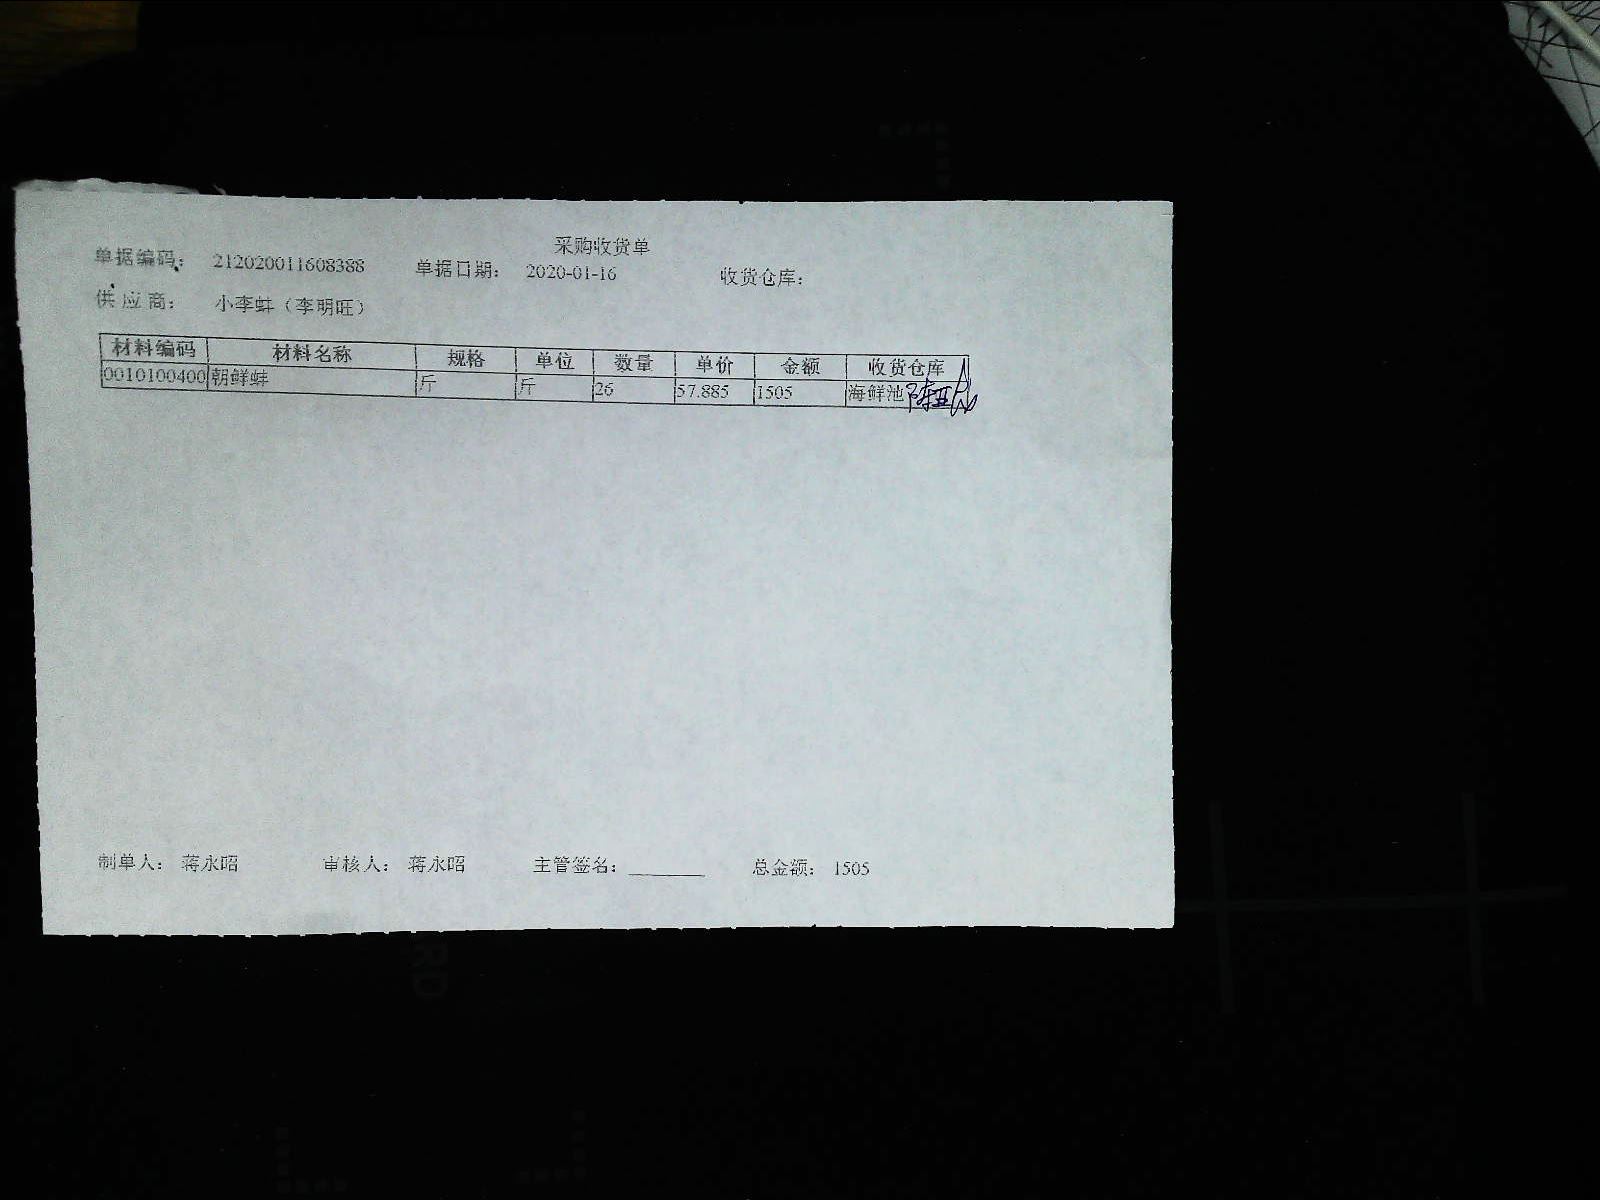 采购收货单
单据编码： 212020011608388 单据日期： 2020-01-16 收货仓库：
供 应 商： 小李蚌（李明旺）
材料编码 材料名称 规格 单位 数量 单价 金额 收货仓库
0010100400 朝鲜蚌 斤 斤 26 57.885 1505 海鲜池
制单人： 蒋永昭 审核人： 蒋永昭 主管签名：________ 总金额： 1505